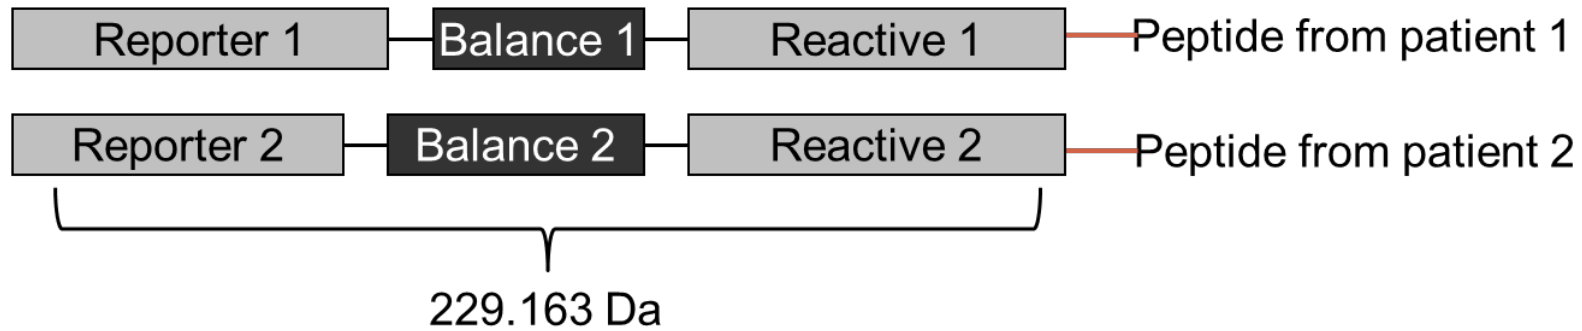 Reporter 1 Balance 1 Reactive 1 Peptide from patient 1
Reporter 2 Balance 2 Reactive 2 Peptide from patient 2
229.163 Da